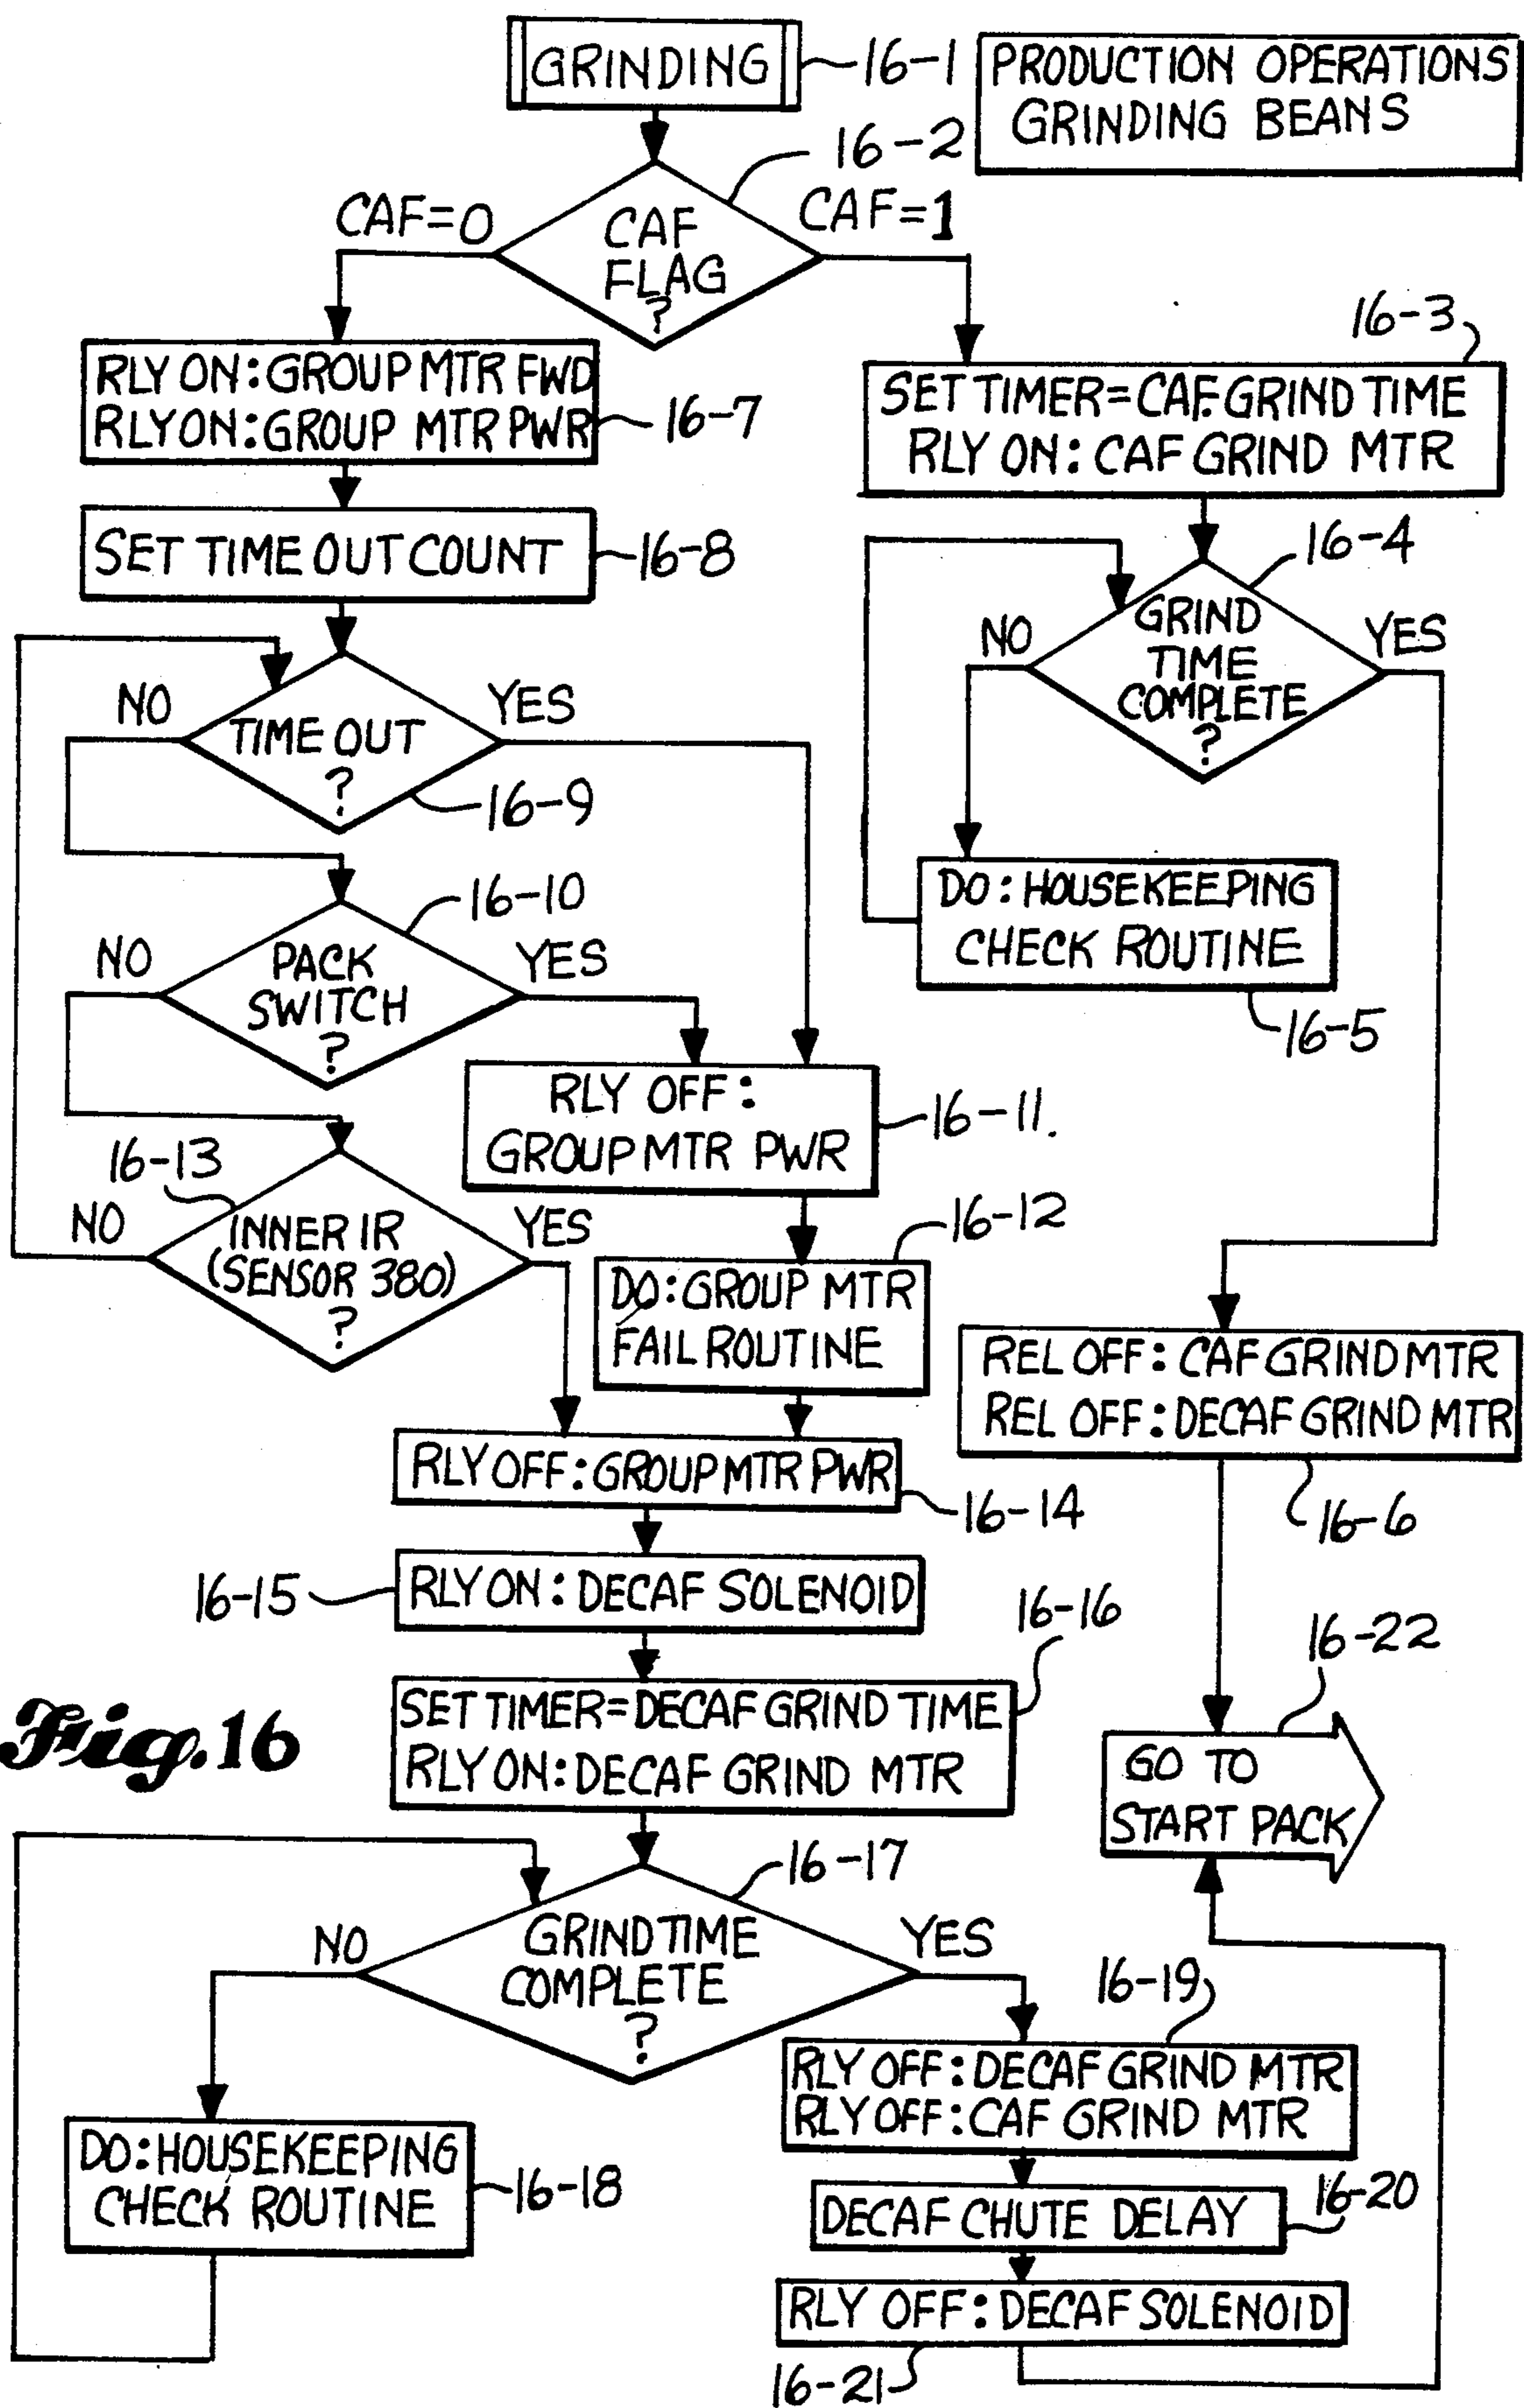 GRINDING
16-1
PRODUCTION OPERATIONS
GRINDING BEANS
16-2
CAF=0
CAF
FLAG
?
CAF=1
16-3
RLY ON:GROUP MTR FWD
RLY ON:GROUP MTR PWR
16-7
SET TIMER=CAF.GRIND TIME
RLY ON: CAF GRIND MTR
SET TIME OUT COUNT
16-8
16-4
NO
GRIND
TIME
COMPLETE
?
YES
NO
TIME OUT
?
YES
16-9
DO: HOUSEKEEPING
CHECK ROUTINE
16-5
16-10
NO
PACK
SWITCH
?
YES
RLY OFF:
GROUP MTR PWR
16-11.
16-13
NO
INNER IR
(SENSOR 380)
?
YES
16-12
DO:GROUP MTR
FAIL ROUTINE
REL OFF: CAF GRIND MTR
REL OFF: DECAF GRIND MTR
16-6
RLY OFF:GROUP MTR PWR
16-14
16-15
RLY ON: DECAF SOLENOID
16-16
SET TIMER=DECAF GRIND TIME
RLY ON:DECAF GRIND MTR
16-22
GO TO
START PACK
Fig.16
16-17
NO
GRIND TIME
COMPLETE
?
YES
16-19
RLY OFF: DECAF GRIND MTR
RLY OFF: CAF GRIND MTR
DO:HOUSEKEEPING
CHECK ROUTINE
16-18
DECAF CHUTE DELAY
16-20
RLY OFF: DECAF SOLENOID
16-21